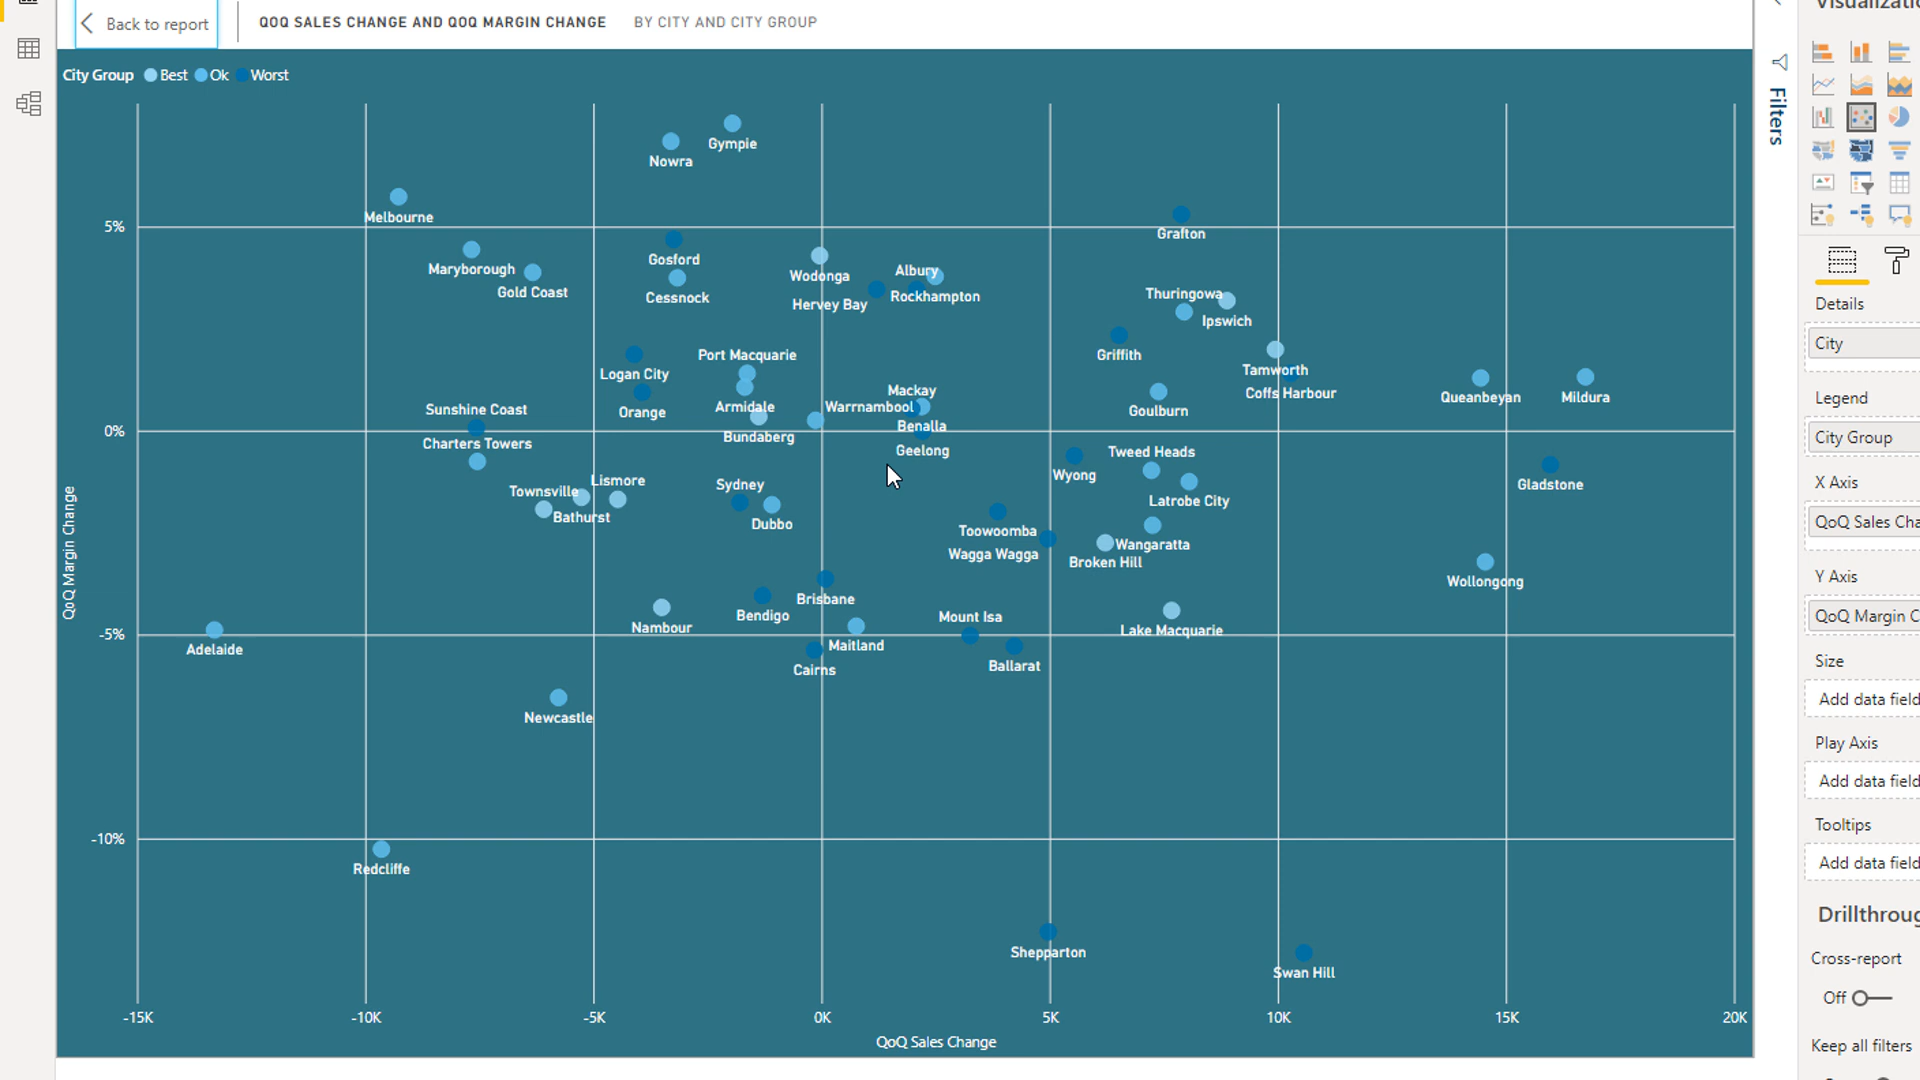 Back to report
QOQ SALES CHANGE AND QOQ MARGIN CHANGE BY CITY AND CITY GROUP
City Group Best Ok Worst
Gympie
Nowra
Melbourne
5%
Grafton
Gosford
Maryborough
Wodonga
Albury
Gold Coast
Cessnock
Hervey Bay
Rockhampton
Thuringowa
Ipswich
Port Macquarie
Griffith
Logan City
Tamworth
Mackay
Coffs Harbour
Queanbeyan
Mildura
Sunshine Coast
Orange
Armidale
Warrnambool
Goulburn
0%
Charters Towers
Bundaberg
Benalla
Geelong
Tweed Heads
Wyong
Townsville
Lismore
Sydney
Gladstone
Bathurst
Dubbo
Latrobe City
Toowoomba
Wagga Wagga
Wangaratta
Broken Hill
Wollongong
Brisbane
Bendigo
Nambour
Mount Isa
Lake Macquarie
-5%
Adelaide
Maitland
Cairns
Ballarat
Newcastle
-10%
Redcliffe
Shepparton
Swan Hill
-15K -10K -5K 0K 5K 10K 15K 20K
QoQ Sales Change
QoQ Margin Change
Filters
Details
City
Legend
City Group
X Axis
QoQ Sales Cha
Y Axis
QoQ Margin C
Size
Add data field
Play Axis
Add data field
Tooltips
Add data field
Drillthroug
Cross-report
Off
Keep all filters